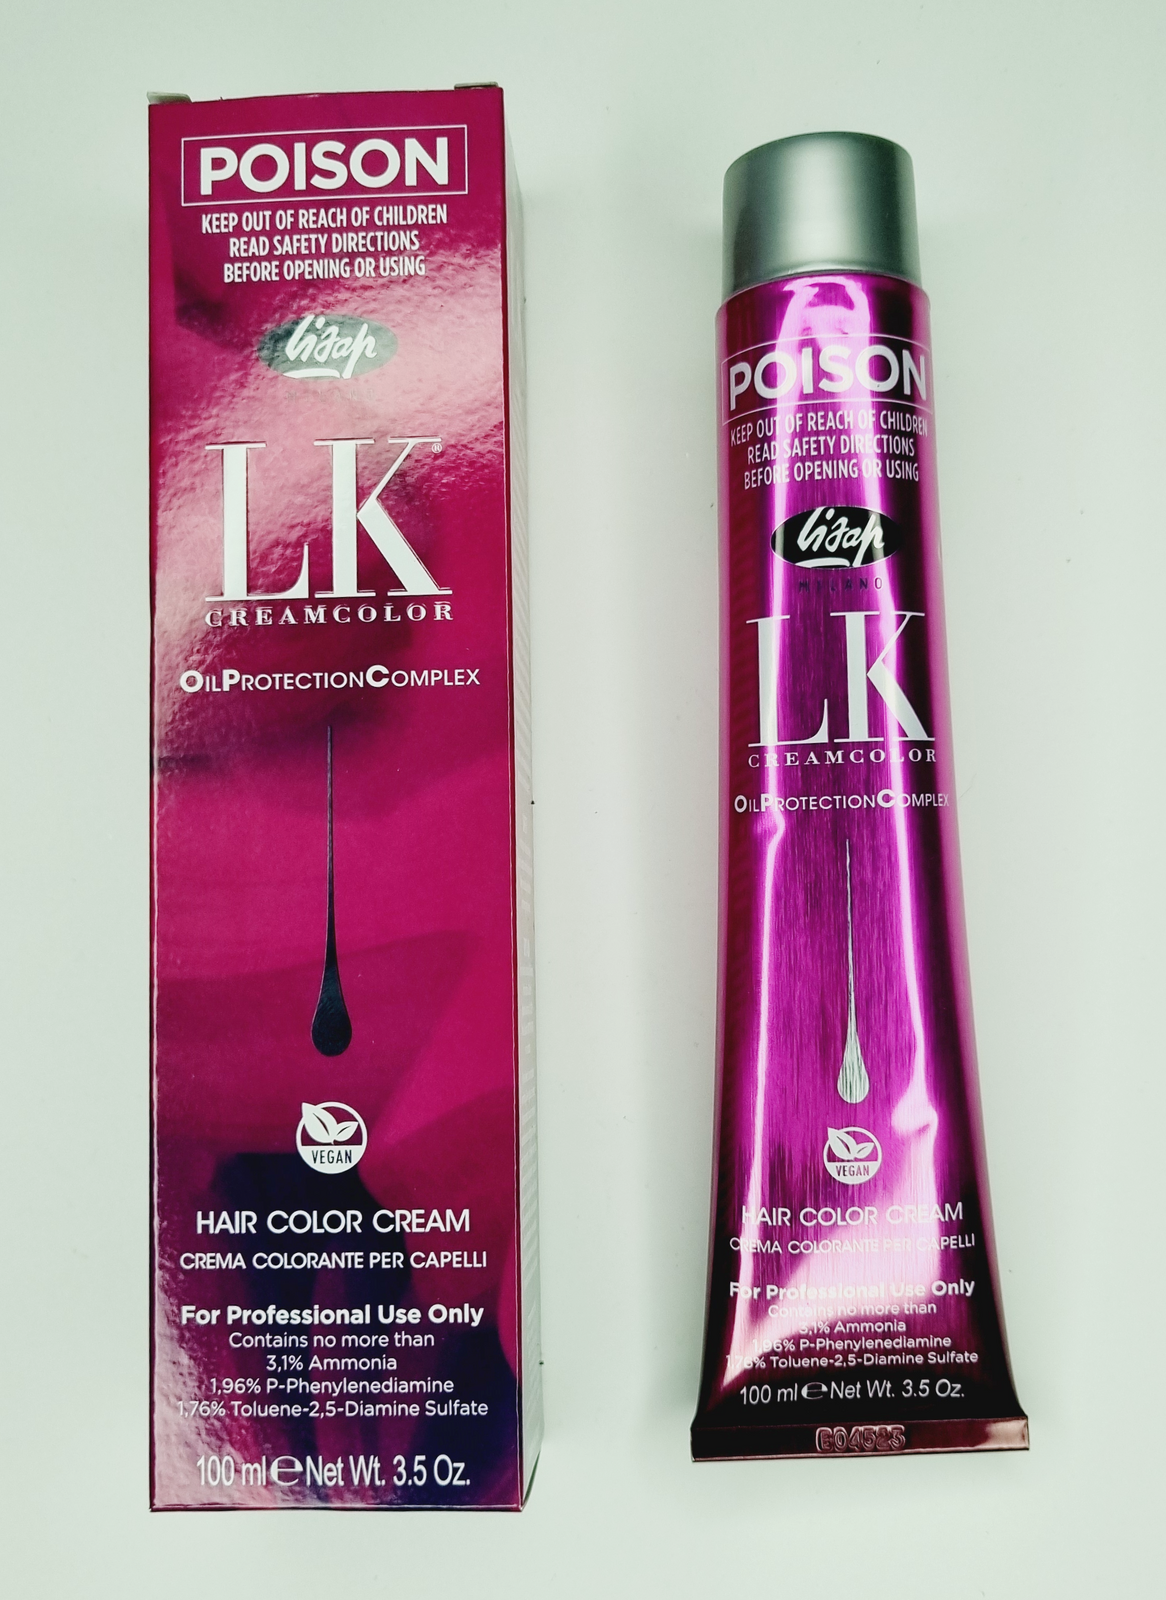 POISON
KEEP OUT OF REACH OF CHILDREN
READ SAFETY DIRECTIONS
BEFORE OPENING OR USING
lisap
MILANO
LK®
CREAMCOLOR
OILPROTECTIONCOMPLEX
VEGAN
HAIR COLOR CREAM
CREMA COLORANTE PER CAPELLI
For Professional Use Only
Contains no more than
3,1% Ammonia
1,96% P-Phenylenediamine
1,76% Toluene-2,5-Diamine Sulfate
100 ml ℮ Net Wt. 3.5 Oz.
POISON
KEEP OUT OF REACH OF CHILDREN
READ SAFETY DIRECTIONS
BEFORE OPENING OR USING
lisap
MILANO
LK
CREAMCOLOR
OILPROTECTIONCOMPLEX
VEGAN
HAIR COLOR CREAM
CREMA COLORANTE PER CAPELLI
For Professional Use Only
Contains no more than
3,1% Ammonia
1,96% P-Phenylenediamine
Toluene-2,5-Diamine Sulfate
100 ml ℮ Net Wt. 3.5 Oz.